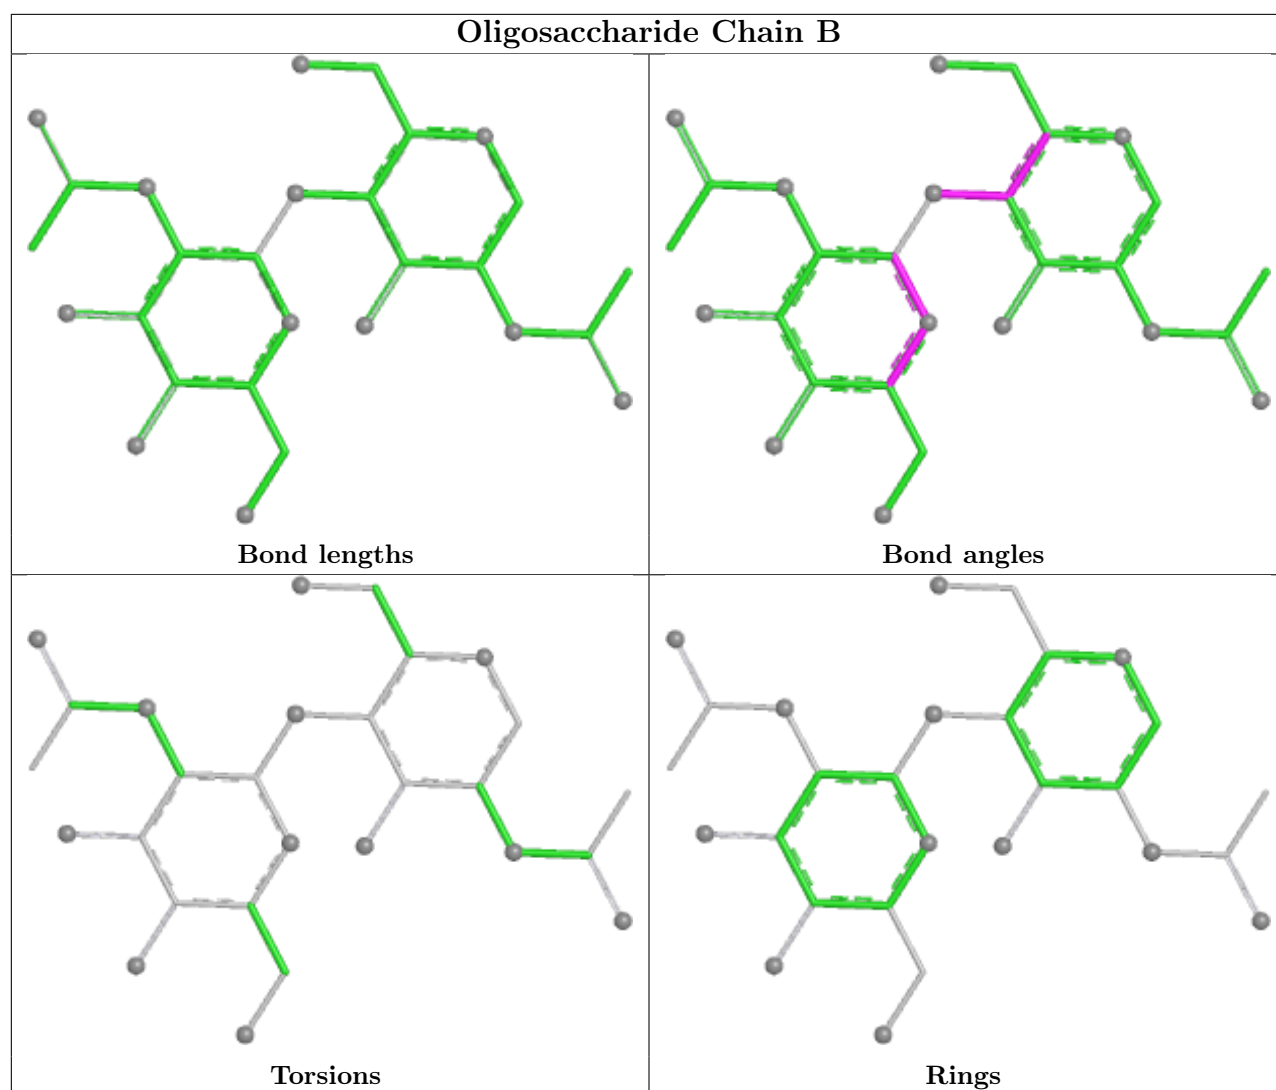 Oligosaccharide Chain B
Bond lengths
Bond angles
Torsions
Rings